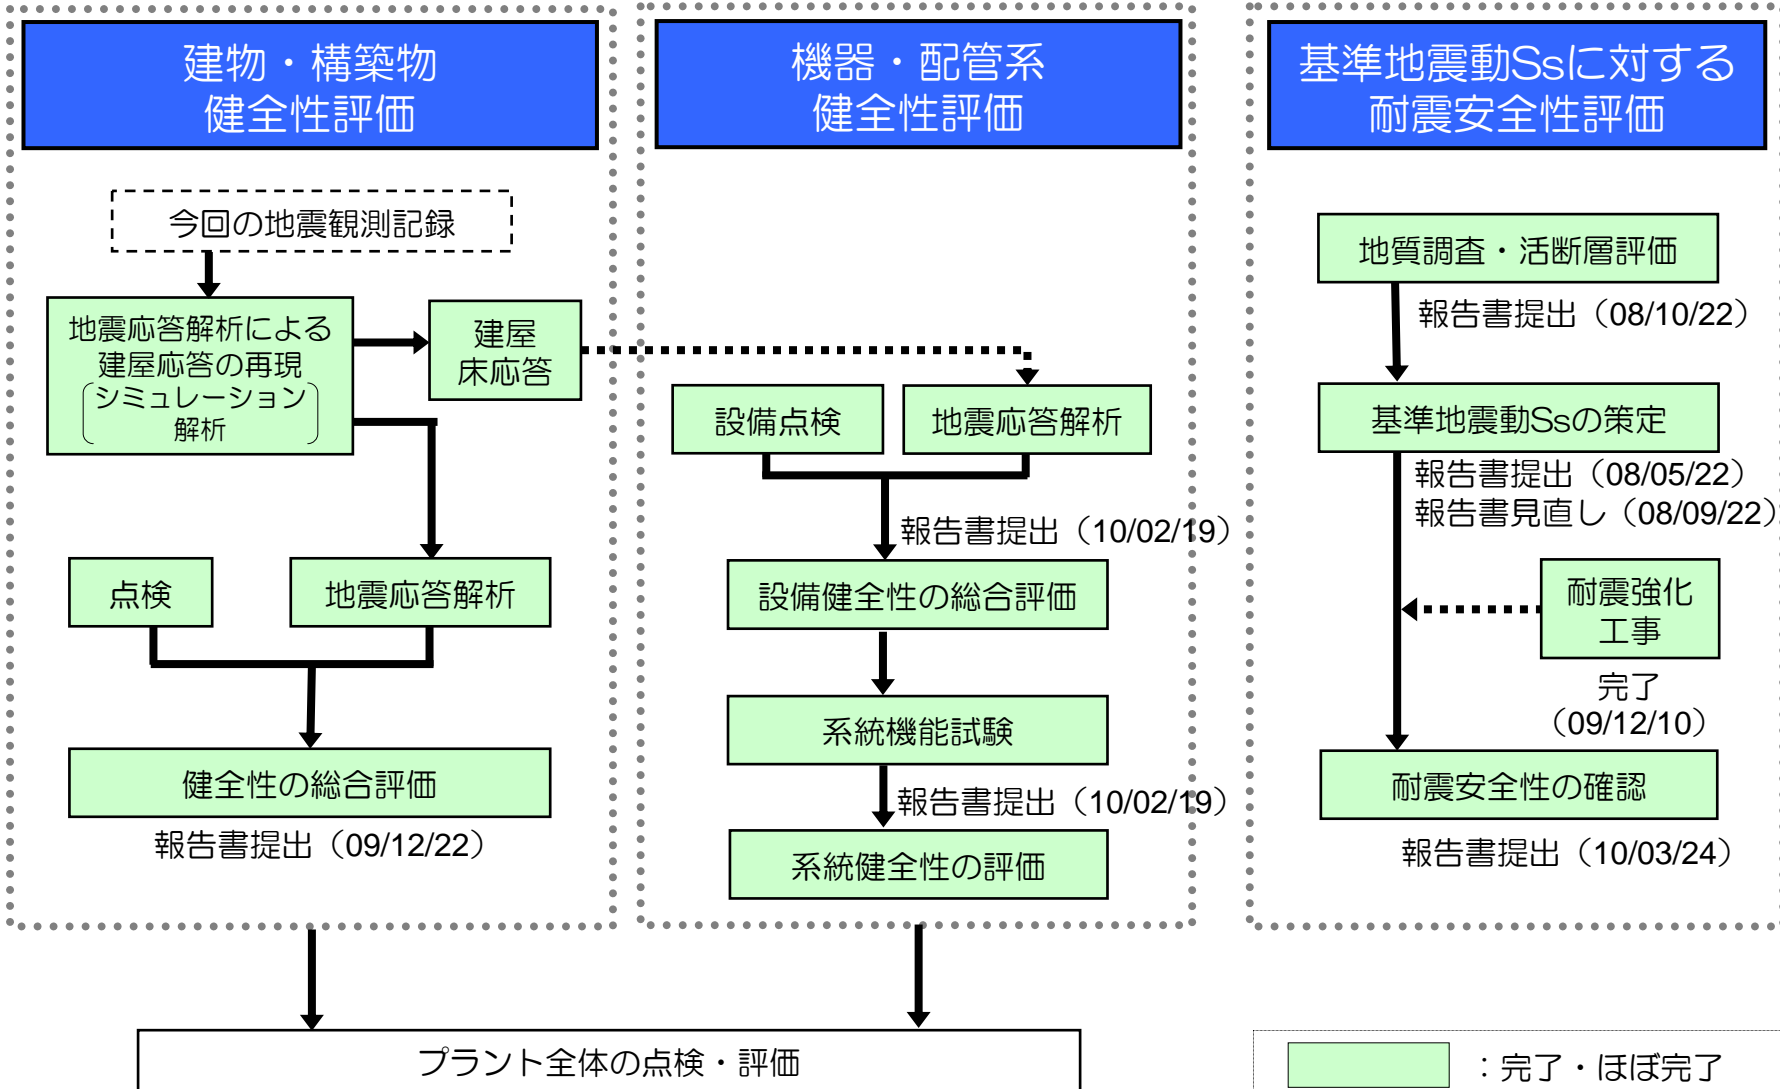 建物・構築物
健全性評価
今回の地震観測記録
地震応答解析による
建屋応答の再現
シミュレーション
解析
建屋
床応答
点検
地震応答解析
健全性の総合評価
報告書提出（09/12/22）
機器・配管系
健全性評価
設備点検
地震応答解析
報告書提出（10/02/19）
設備健全性の総合評価
系統機能試験
報告書提出（10/02/19）
系統健全性の評価
基準地震動Ssに対する
耐震安全性評価
地質調査・活断層評価
報告書提出（08/10/22）
基準地震動Ssの策定
報告書提出（08/05/22）
報告書見直し（08/09/22）
耐震強化
工事
完了
（09/12/10）
耐震安全性の確認
報告書提出（10/03/24）
プラント全体の点検・評価
：完了・ほぼ完了